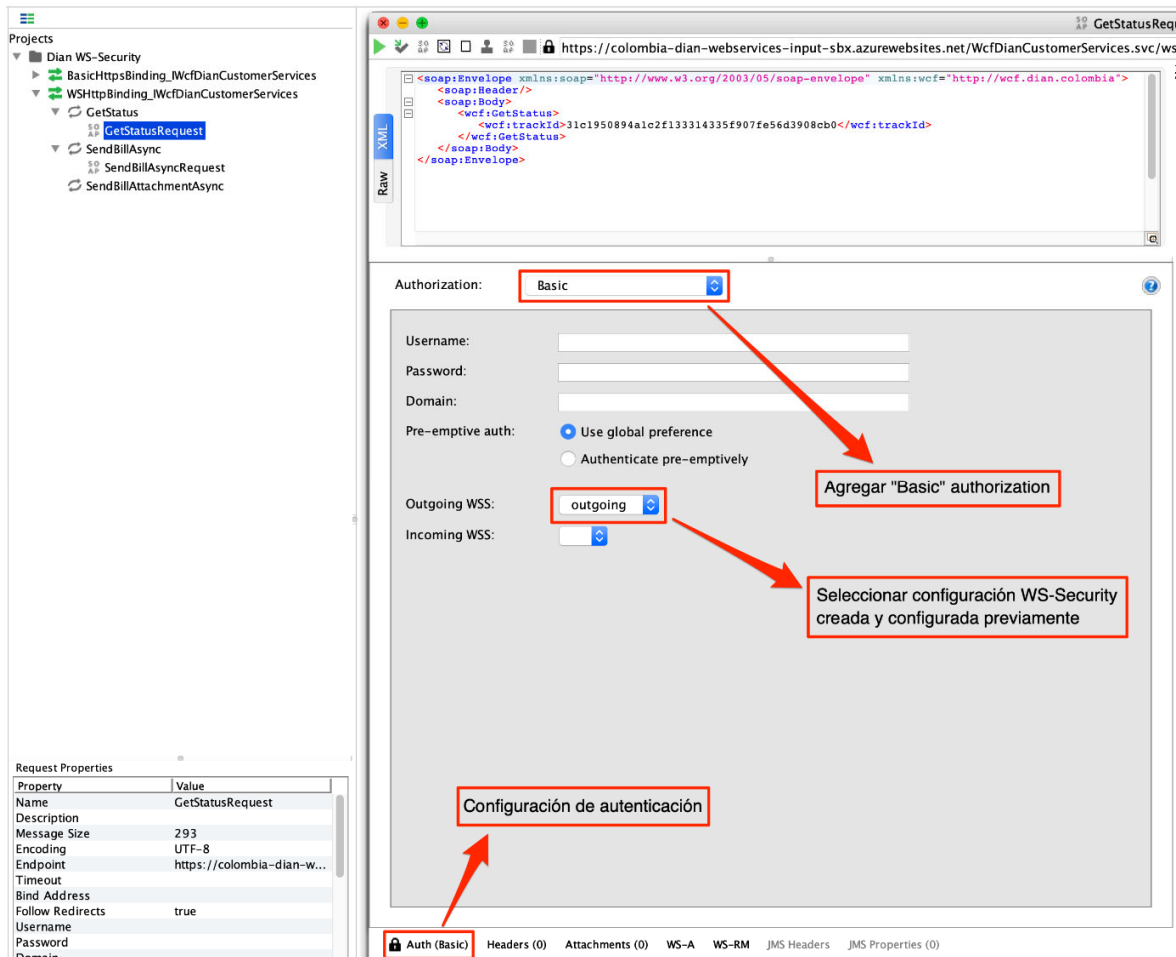 Projects
Dian WS-Security
BasicHttpsBinding_IWcfDianCustomerServices
WSHttpBinding_IWcfDianCustomerServices
GetStatus
GetStatusRequest
SendBillAsync
SendBillAsyncRequest
SendBillAttachmentAsync
GetStatusReq
https://colombia-dian-webservices-input-sbx.azurewebsites.net/WcfDianCustomerServices.svc/ws
XML
Raw
<soap:Envelope xmlns:soap="http://www.w3.org/2003/05/soap-envelope" xmlns:wcf="http://wcf.dian.colombia">
<soap:Header/>
<soap:Body>
<wcf:GetStatus>
<wcf:trackId>31c1950894a1c2f133314335f907fe56d3908cb0</wcf:trackId>
</wcf:GetStatus>
</soap:Body>
</soap:Envelope>
Authorization: Basic
Username:
Password:
Domain:
Pre-emptive auth: Use global preference
Authenticate pre-emptively
Agregar "Basic" authorization
Outgoing WSS: outgoing
Incoming WSS:
Seleccionar configuración WS-Security
creada y configurada previamente
Configuración de autenticación
Request Properties
Property Value
Name GetStatusRequest
Description
Message Size 293
Encoding UTF-8
Endpoint https://colombia-dian-w...
Timeout
Bind Address
Follow Redirects true
Username
Password
Domain
Auth (Basic) Headers (0) Attachments (0) WS-A WS-RM JMS Headers JMS Properties (0)